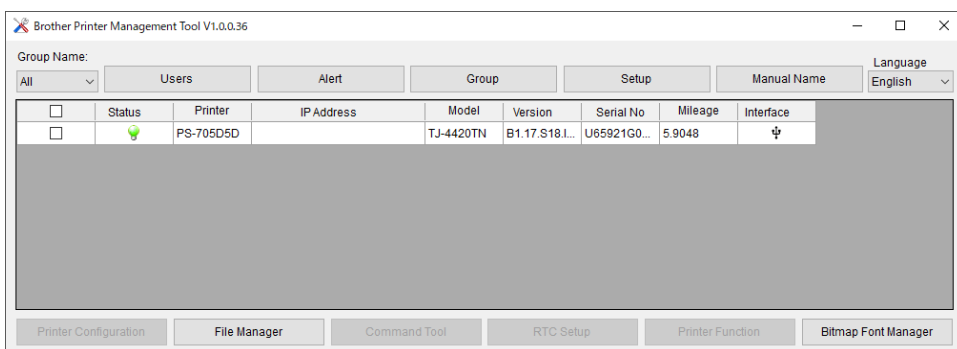 Brother Printer Management Tool V1.0.0.36
Group Name:
Language
All Users Alert Group Setup Manual Name English
Status Printer IP Address Model Version Serial No Mileage Interface
PS-705D5D TJ-4420TN B1.17.S18.I... U65921G0... 5.9048
Printer Configuration File Manager Command Tool RTC Setup Printer Function Bitmap Font Manager